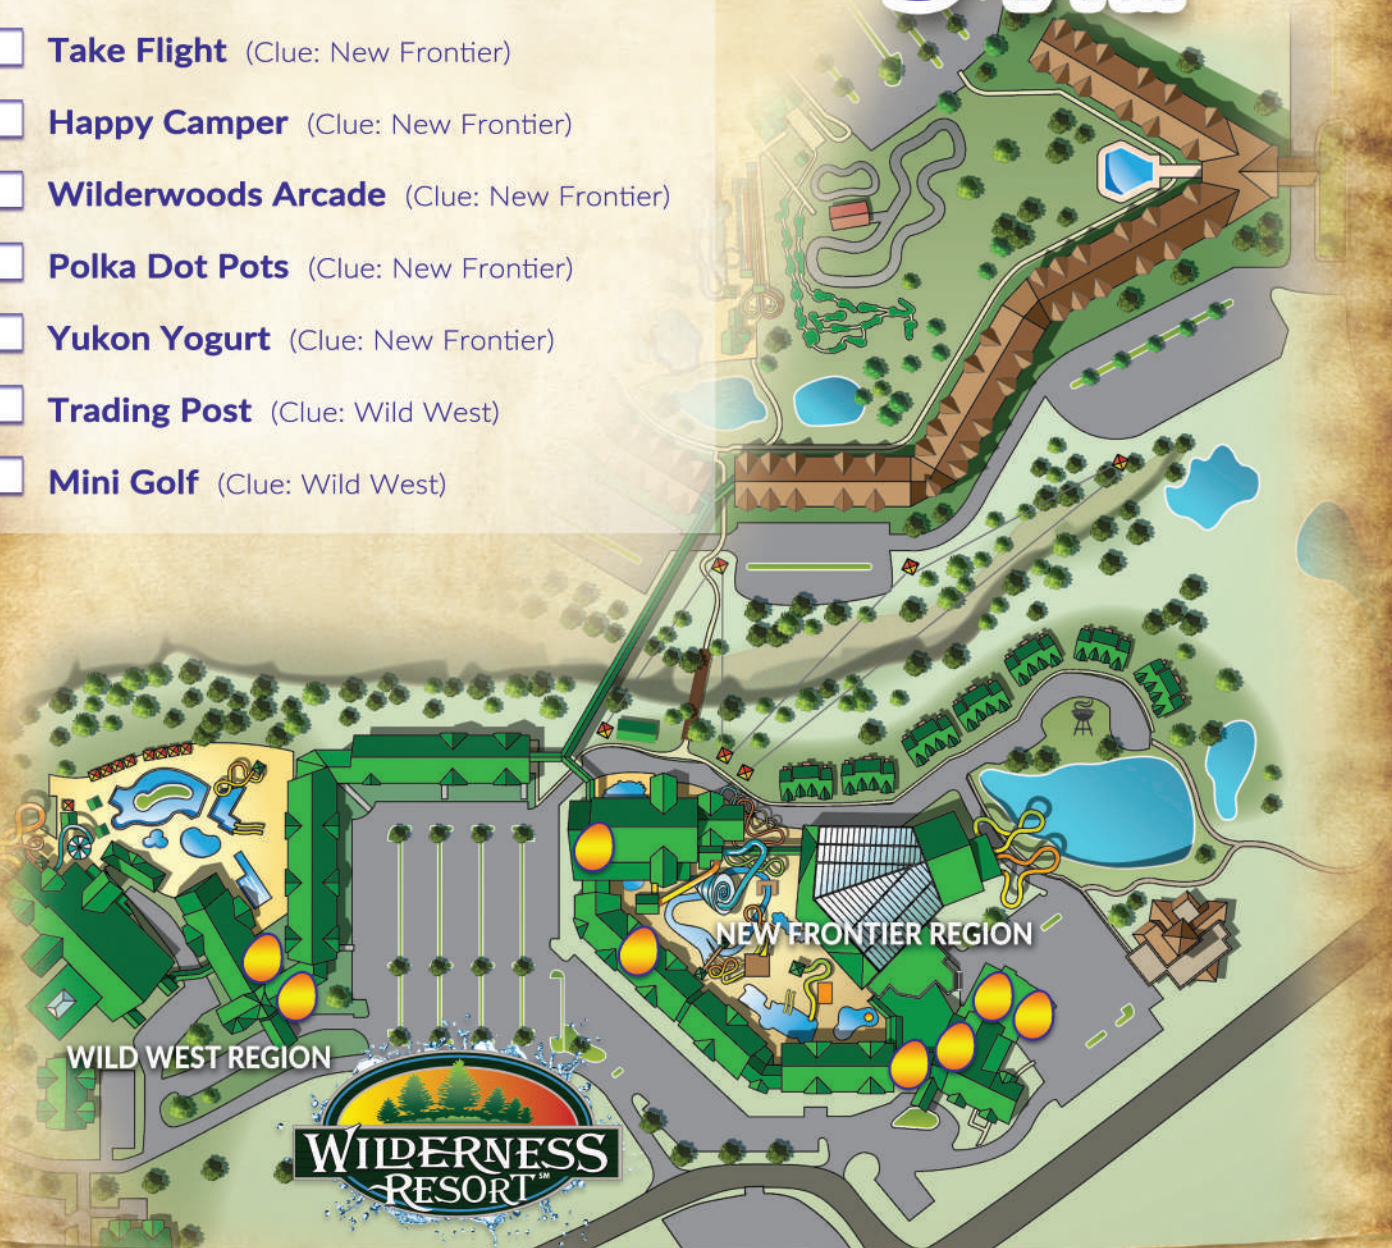 Take Flight (Clue: New Frontier)
Happy Camper (Clue: New Frontier)
Wilderwoods Arcade (Clue: New Frontier)
Polka Dot Pots (Clue: New Frontier)
Yukon Yogurt (Clue: New Frontier)
Trading Post (Clue: Wild West)
Mini Golf (Clue: Wild West)
NEW FRONTIER REGION
WILD WEST REGION
WILDERNESS
RESORT℠